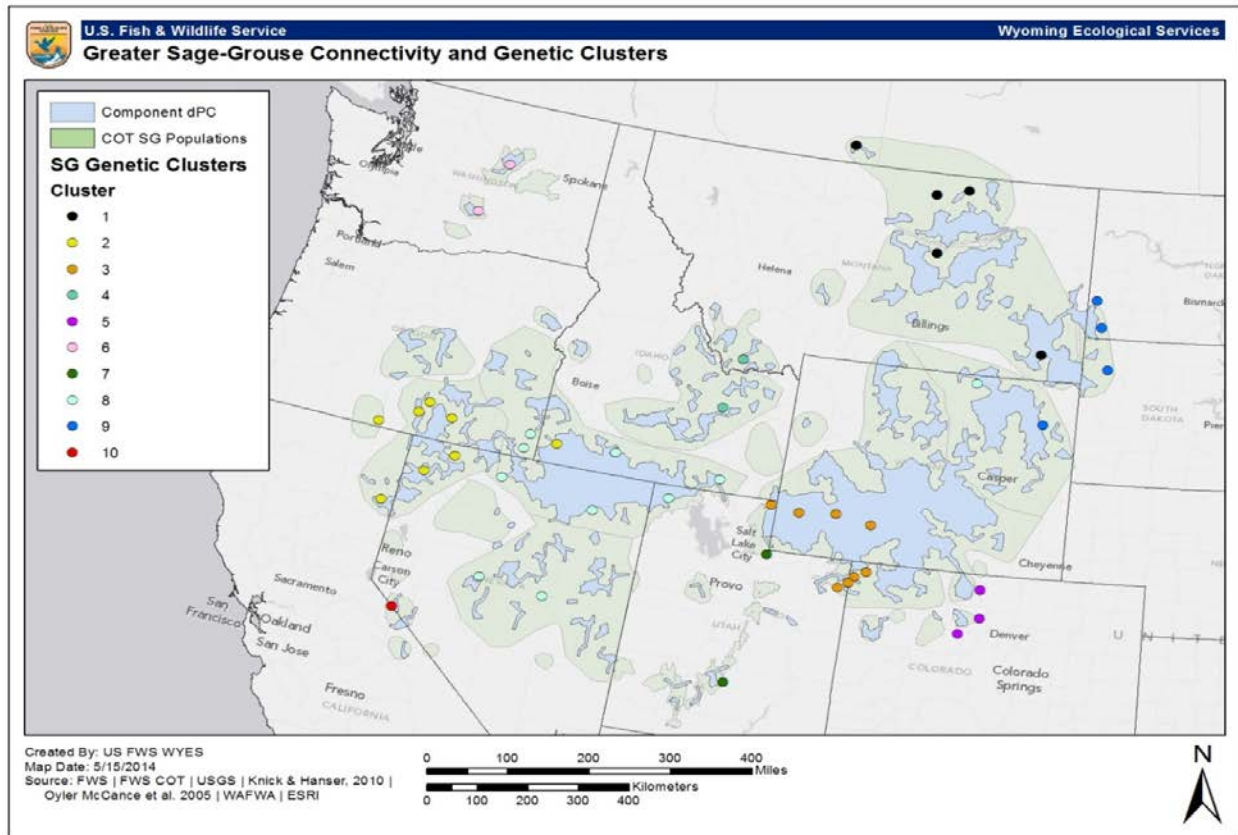 U.S. Fish & Wildlife Service
Wyoming Ecological Services
Greater Sage-Grouse Connectivity and Genetic Clusters
Component dPC
COT SG Populations
SG Genetic Clusters
Cluster
1
2
3
4
5
6
7
8
9
10
Olympia
WASHINGTON
Spokane
Portland
Salem
Helena
MONTANA
Billings
Bismarck
IDAHO
Boise
SOUTH
DAKOTA
Casper
Cheyenne
Salt
Lake
City
Provo
UTAH
Reno
Carson
City
Sacramento
San
Francisco
Oakland
San Jose
Fresno
CALIFORNIA
Denver
COLORADO
Colorado
Springs
Created By: US FWS WYES
Map Date: 5/15/2014
Source: FWS | FWS COT | USGS | Knick & Hanser, 2010 |
Oyler McCance et al. 2005 | WAFWA | ESRI
0 100 200 300 400
Miles
Kilometers
0 100 200 300 400
N